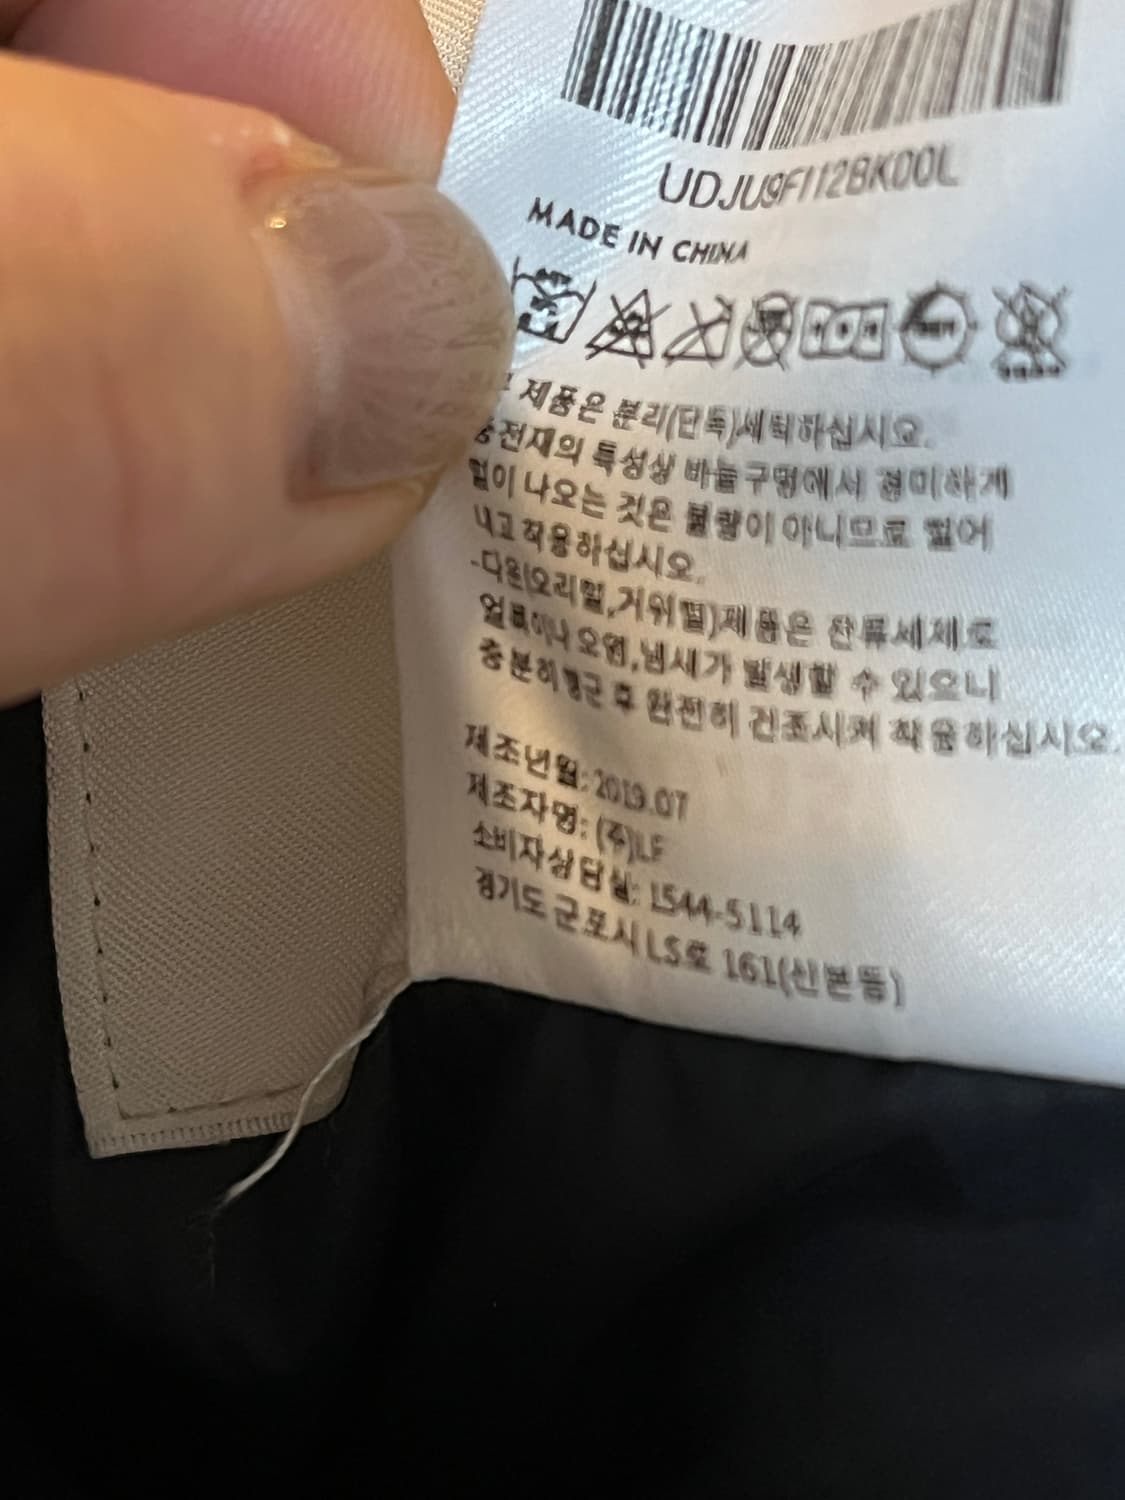 UDJU9F112BK00L
MADE IN CHINA
제품은 분리(단독)세탁하십시오.
충전재의 특성상 바늘구멍에서 경미하게
털이 나오는 것은 불량이 아니므로 털어
내고 착용하십시오.
-다운(오리털,거위털)제품은 잔류세제로
얼룩이나 오염,냄새가 발생할 수 있으니
충분히 헹군 후 완전히 건조시켜 착용하십시오.
제조년월: 2019.07
제조자명: (주)LF
소비자상담실: 1544-5114
경기도 군포시 LS로 161(산본동)